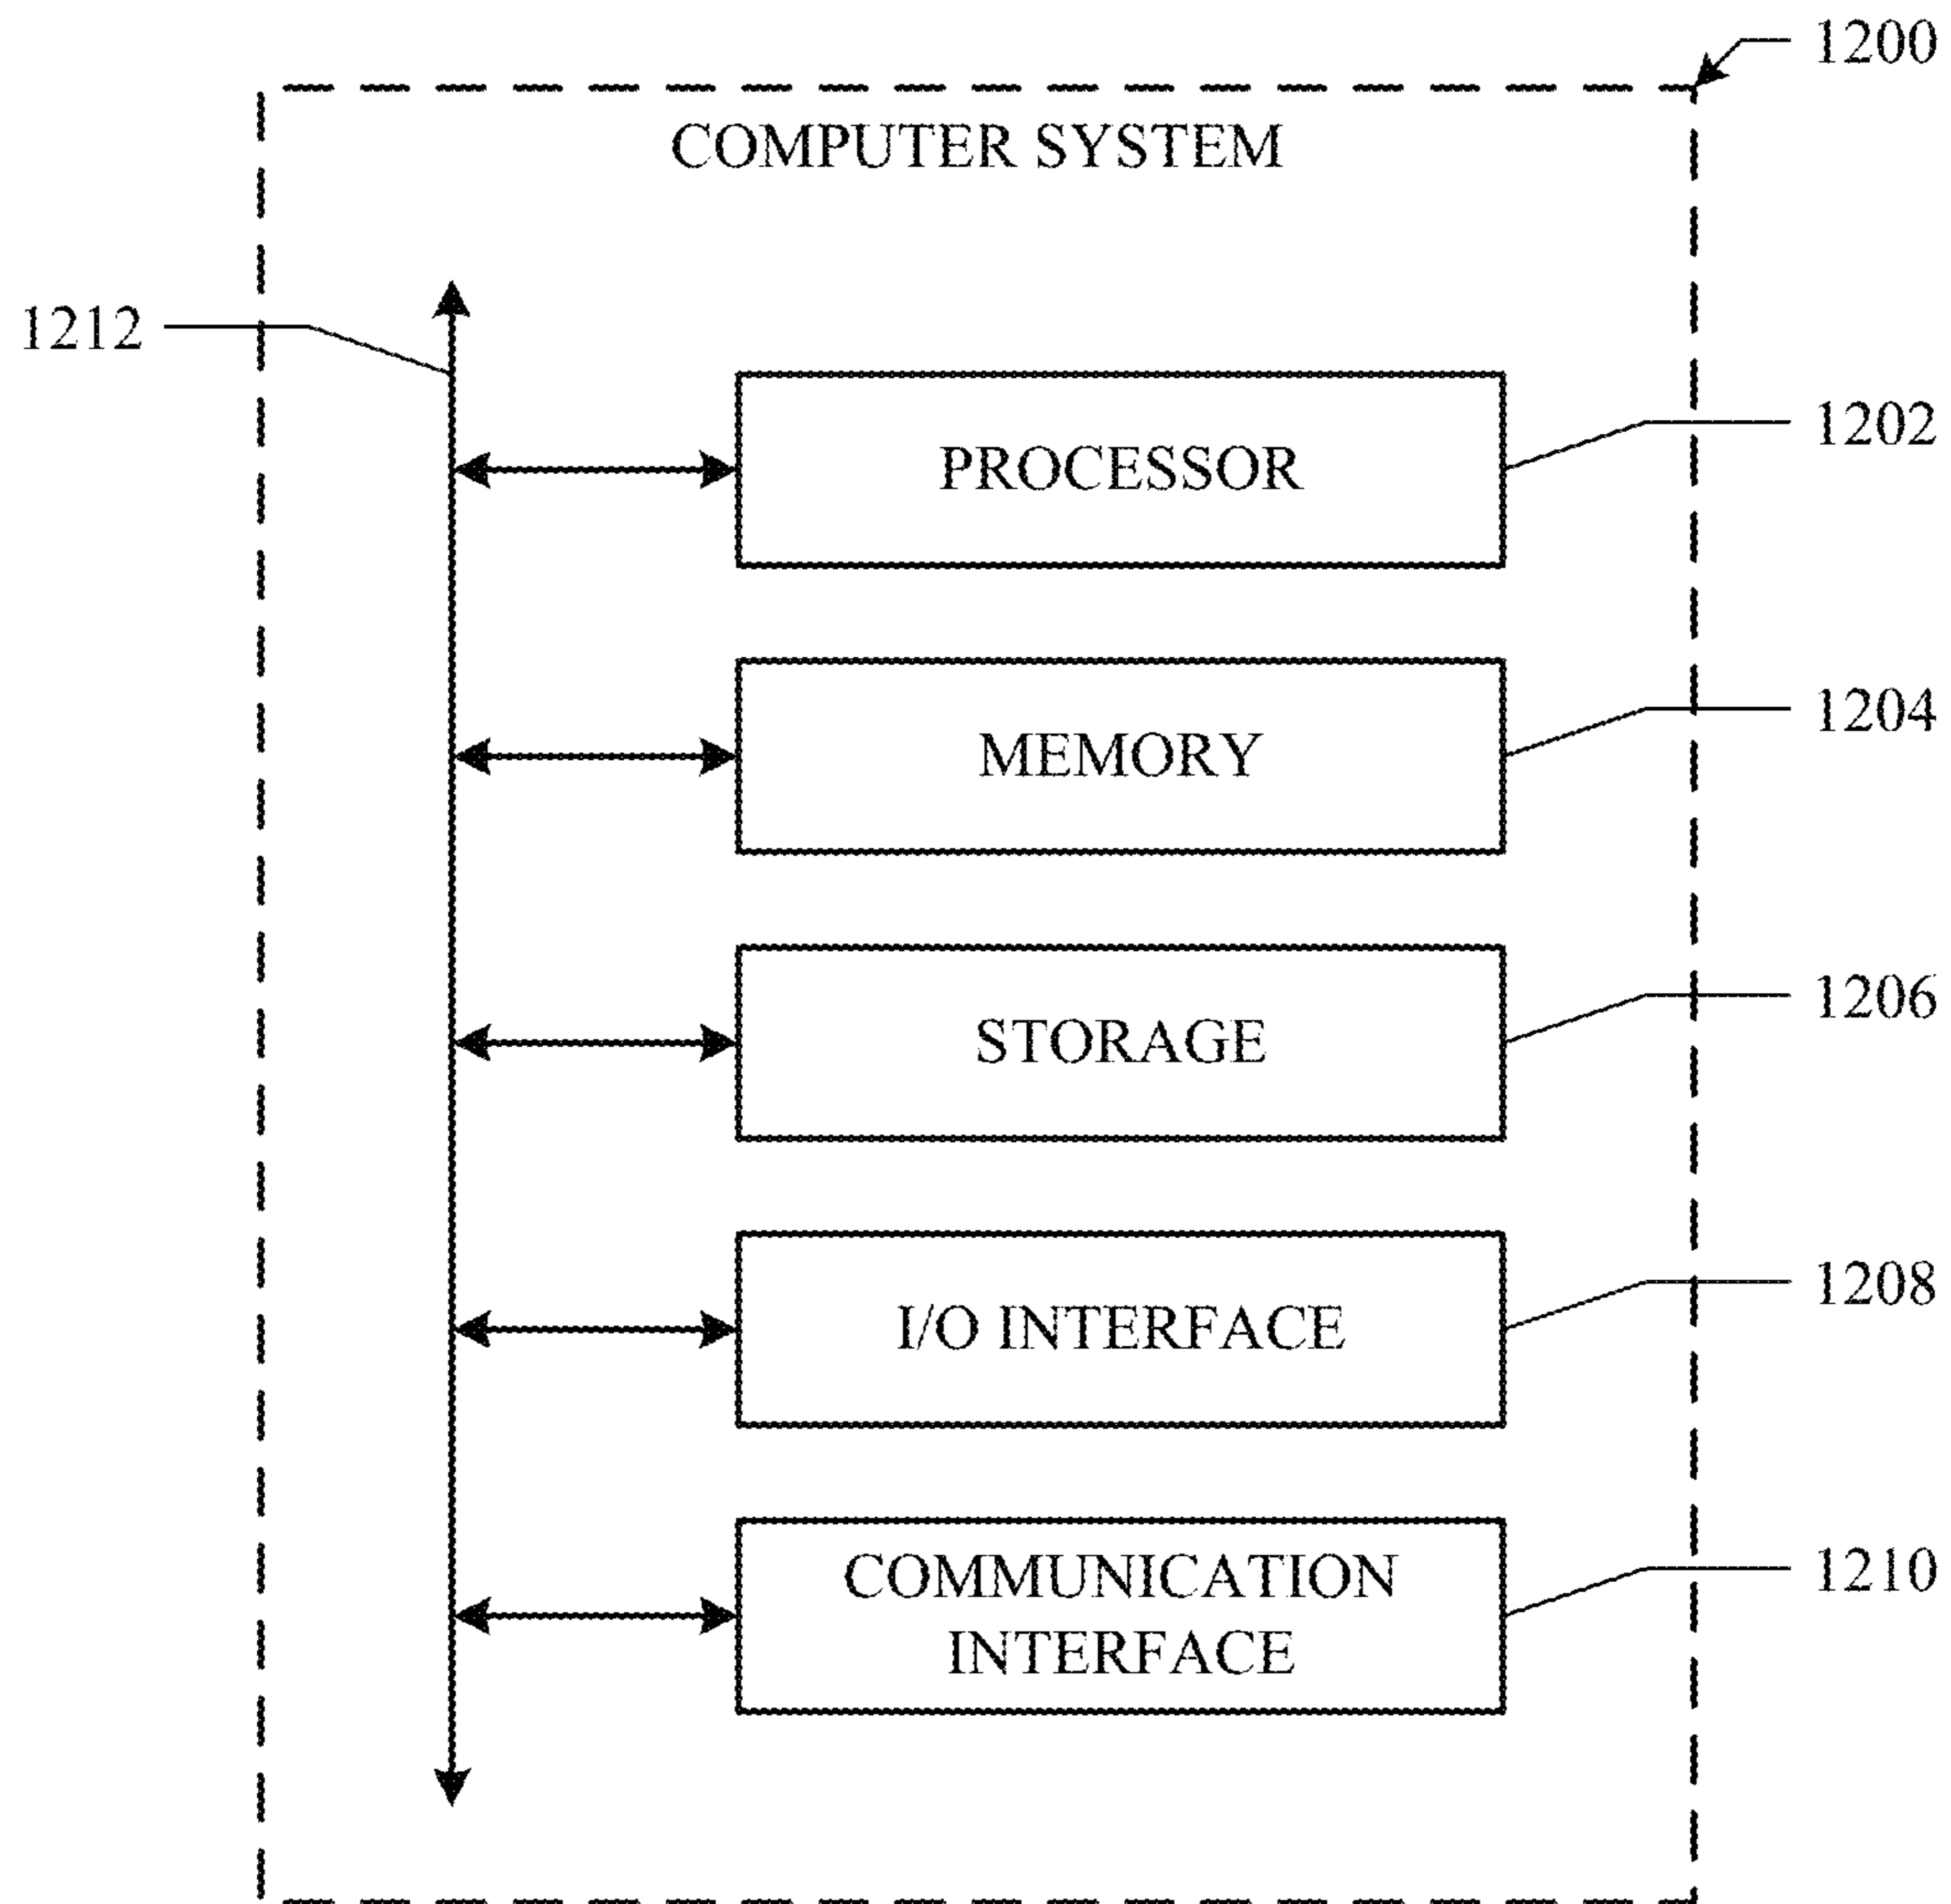 1200
COMPUTER SYSTEM
1212
PROCESSOR
1202
MEMORY
1204
STORAGE
1206
I/O INTERFACE
1208
COMMUNICATION
INTERFACE
1210